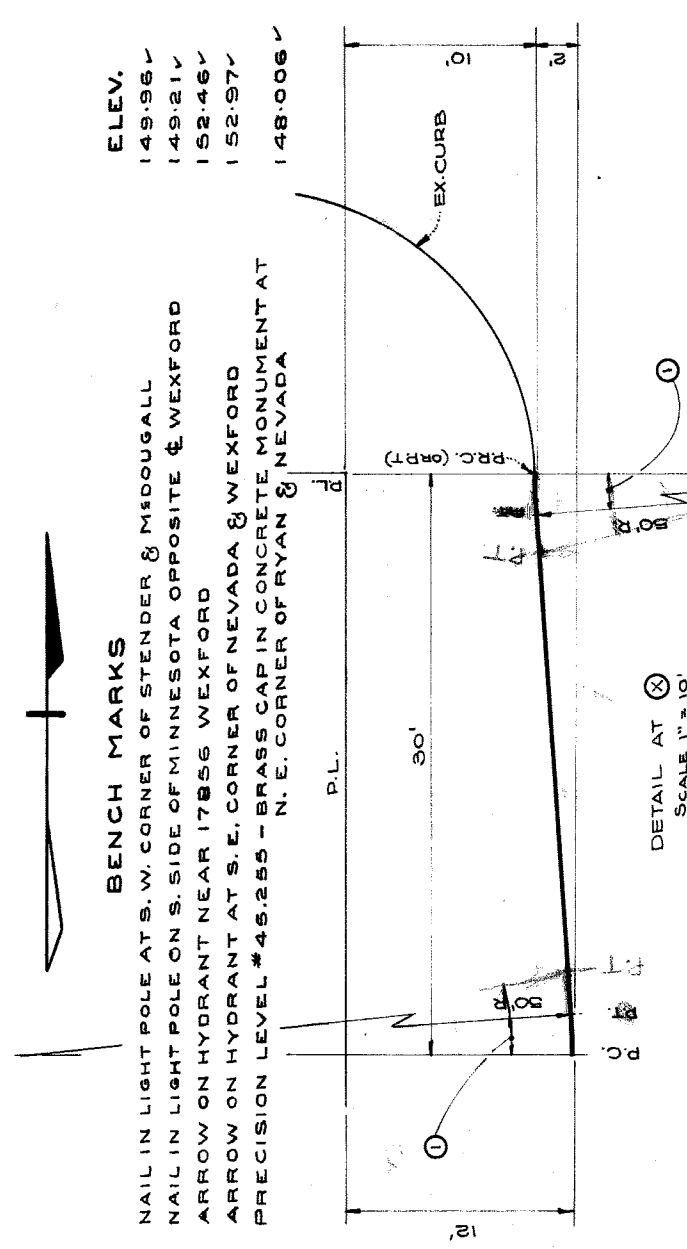 BENCH MARKS
ELEV.
NAIL IN LIGHT POLE AT S. W. CORNER OF STENDER & McDOUGALL 149.96 ✓
NAIL IN LIGHT POLE ON S. SIDE OF MINNESOTA OPPOSITE ℄ WEXFORD 149.21 ✓
ARROW ON HYDRANT NEAR 17856 WEXFORD 152.46 ✓
ARROW ON HYDRANT AT S. E. CORNER OF NEVADA & WEXFORD 152.97 ✓
PRECISION LEVEL #45.255 – BRASS CAP IN CONCRETE MONUMENT AT
N. E. CORNER OF RYAN & NEVADA 148.006 ✓
P.L.
P.L.
10'
2'
EX. CURB
P.R.C. (OR P.T.)
30'
P.T.
50'R
1
12'
1
50'R
P.T.
P.T.
P.C.
DETAIL AT X
SCALE 1" = 10'